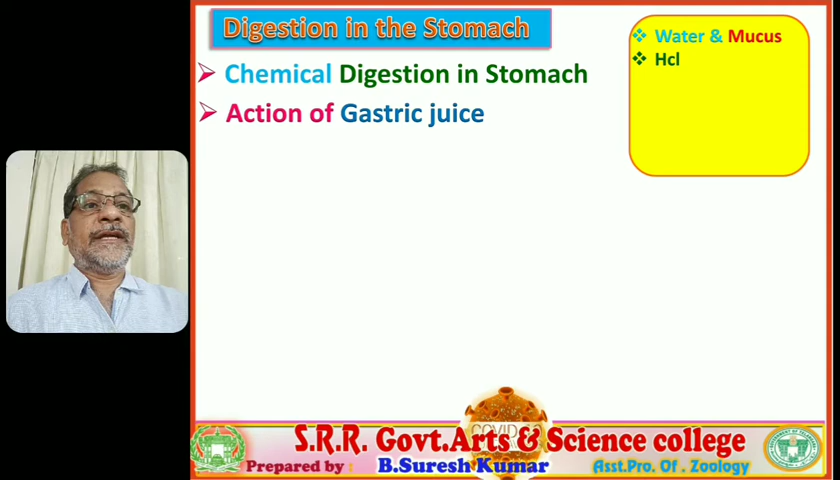 Digestion in the Stomach
➢ Chemical Digestion in Stomach
➢ Action of Gastric juice
❖ Water & Mucus
❖ Hcl
COVID
S.R.R. Govt.Arts & Science college
Prepared by : B.Suresh Kumar Asst.Pro. Of . Zoology